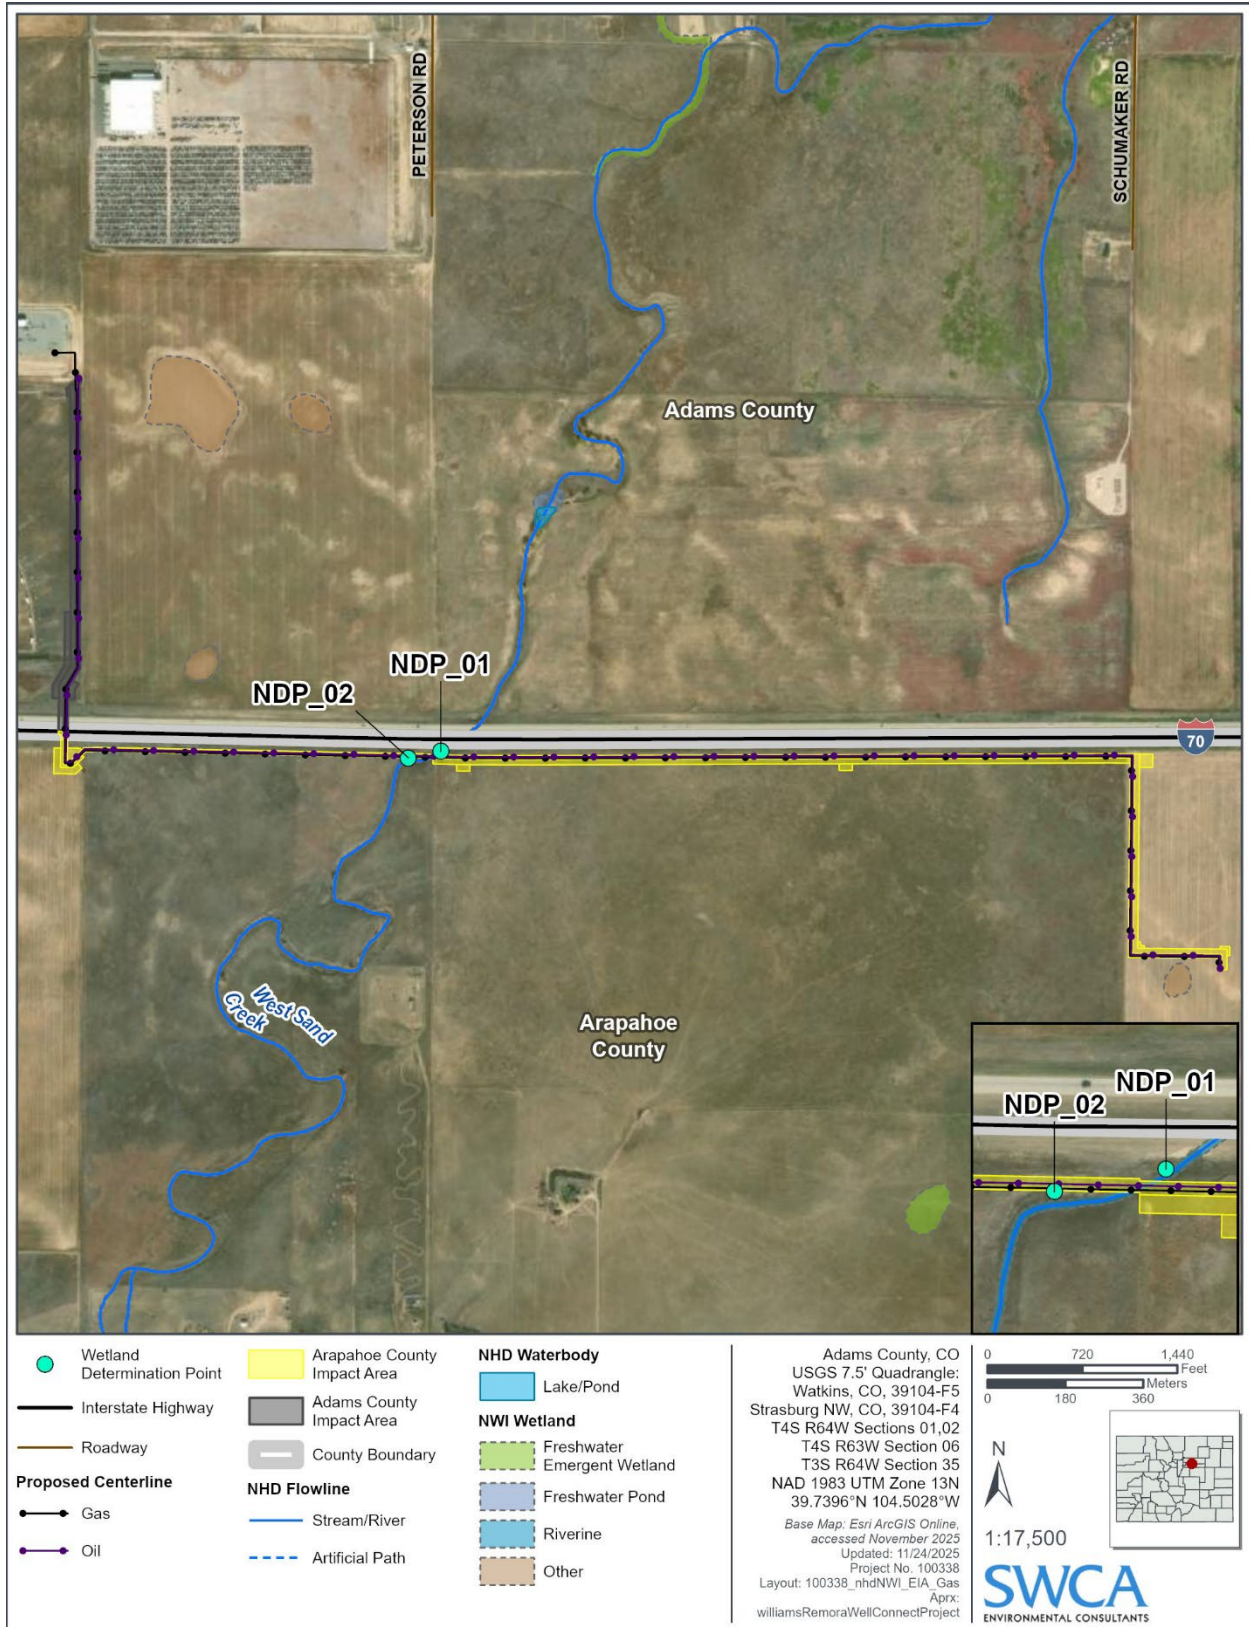 PETERSON RD
SCHUMAKER RD
Adams County
NDP_01
NDP_02
70
West Sand
Creek
Arapahoe
County
NDP_01
NDP_02
Wetland
Determination Point
Interstate Highway
Roadway
Proposed Centerline
Gas
Oil
Arapahoe County
Impact Area
Adams County
Impact Area
County Boundary
NHD Flowline
Stream/River
Artificial Path
NHD Waterbody
Lake/Pond
NWI Wetland
Freshwater
Emergent Wetland
Freshwater Pond
Riverine
Other
Adams County, CO
USGS 7.5' Quadrangle:
Watkins, CO, 39104-F5
Strasburg NW, CO, 39104-F4
T4S R64W Sections 01,02
T4S R63W Section 06
T3S R64W Section 35
NAD 1983 UTM Zone 13N
39.7396°N 104.5028°W
Base Map: Esri ArcGIS Online,
accessed November 2025
Updated: 11/24/2025
Project No. 100338
Layout: 100338_nhdNWI_EIA_Gas
Aprx:
williamsRemoraWellConnectProject
0 720 1,440
Feet
Meters
0 180 360
N
1:17,500
SWCA
ENVIRONMENTAL CONSULTANTS